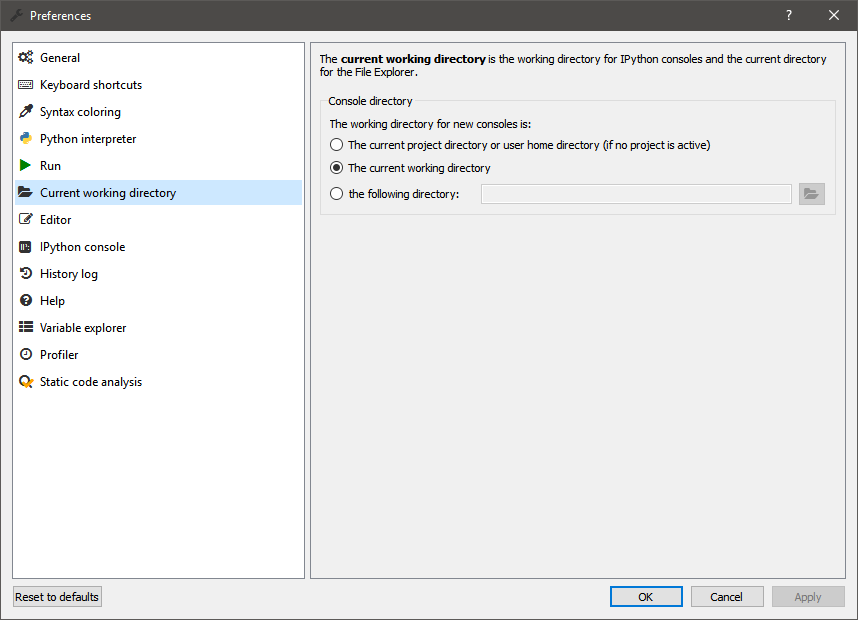 Preferences
?
General
Keyboard shortcuts
Syntax coloring
Python interpreter
Run
Current working directory
Editor
IPython console
History log
Help
Variable explorer
Profiler
Static code analysis
The current working directory is the working directory for IPython consoles and the current directory
for the File Explorer.
Console directory
The working directory for new consoles is:
The current project directory or user home directory (if no project is active)
The current working directory
the following directory:
Reset to defaults
OK
Cancel
Apply